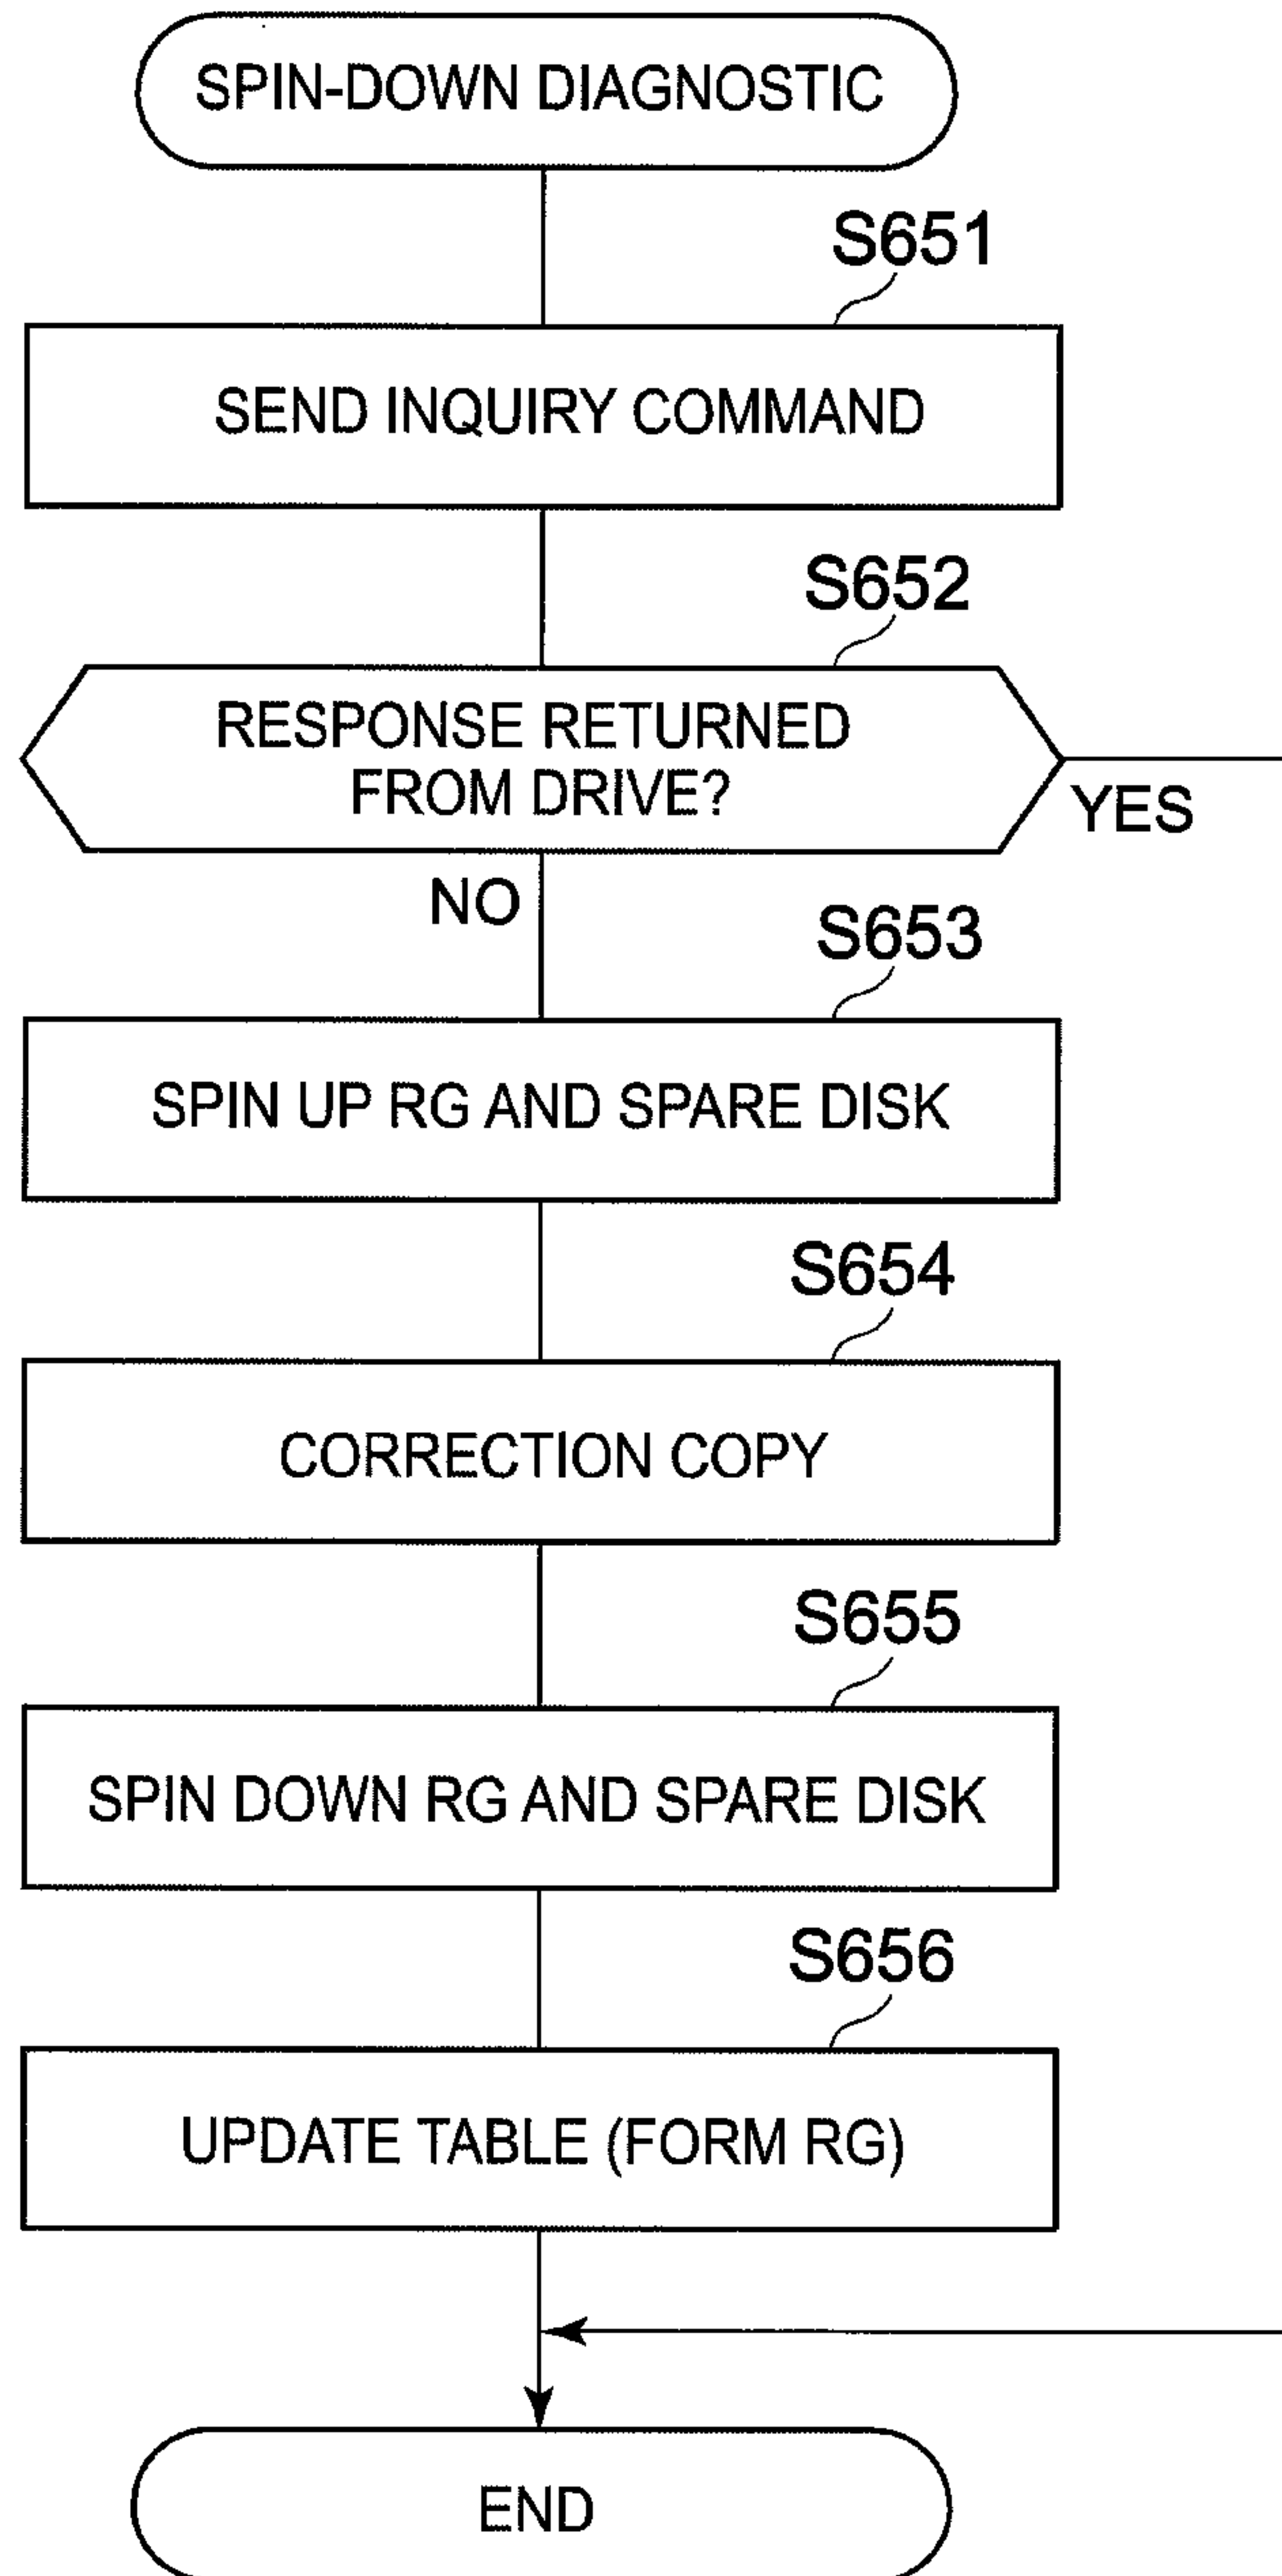 SPIN-DOWN DIAGNOSTIC
S651
SEND INQUIRY COMMAND
S652
RESPONSE RETURNED
FROM DRIVE?
YES
NO
S653
SPIN UP RG AND SPARE DISK
S654
CORRECTION COPY
S655
SPIN DOWN RG AND SPARE DISK
S656
UPDATE TABLE (FORM RG)
END